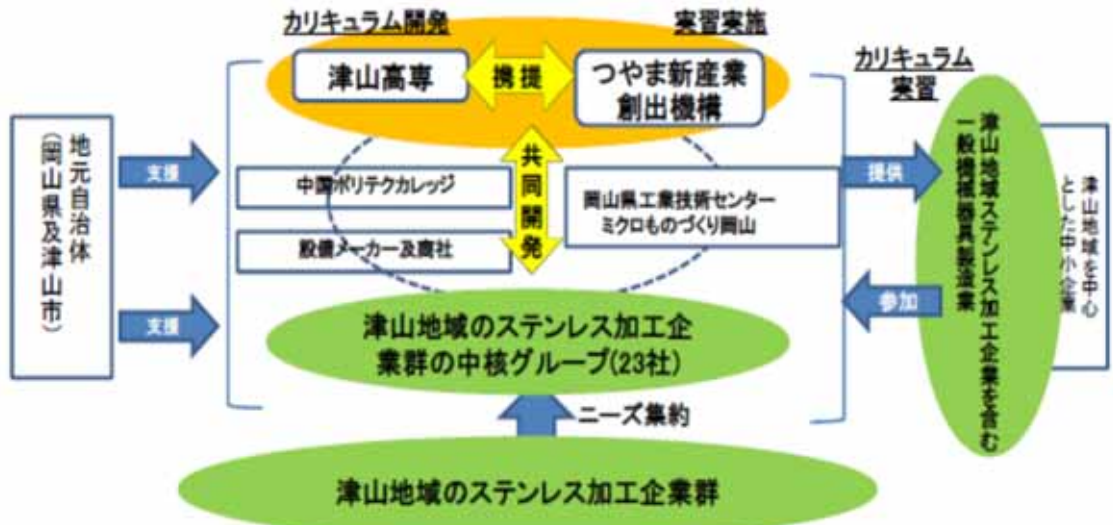 カリキュラム開発
実習実施
津山高専
携提
つやま新産業
創出機構
カリキュラム
実習
地元自治体
(岡山県及津山市)
支援
支援
中国ポリテクカレッジ
設備メーカー及商社
共同開発
岡山県工業技術センター
ミクロものづくり岡山
提供
参加
津山地域ステンレス加工企業を含む
一般機械器具製造業
津山地域を中心
とした中小企業
津山地域のステンレス加工企
業群の中核グループ(23社)
ニーズ集約
津山地域のステンレス加工企業群